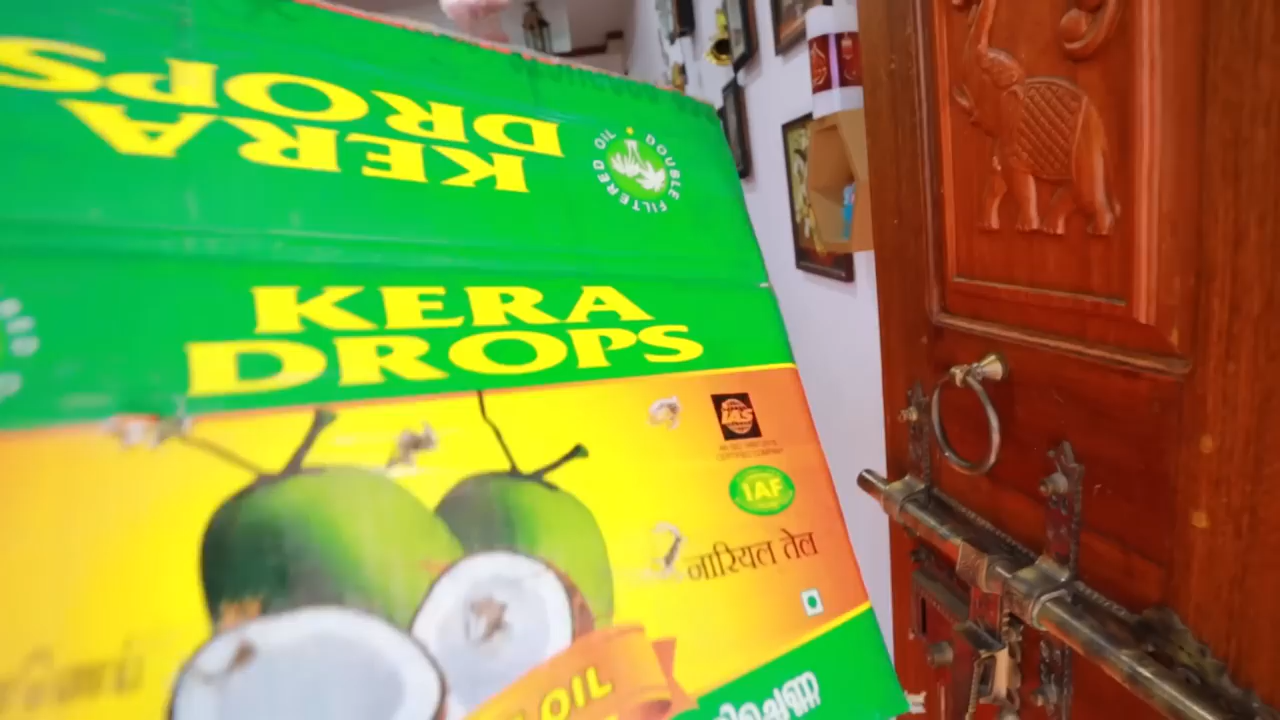 KERA
DROPS
DOUBLE FILTERED OIL
KERA
DROPS
IAS
IAF
नारियल तेल
OIL